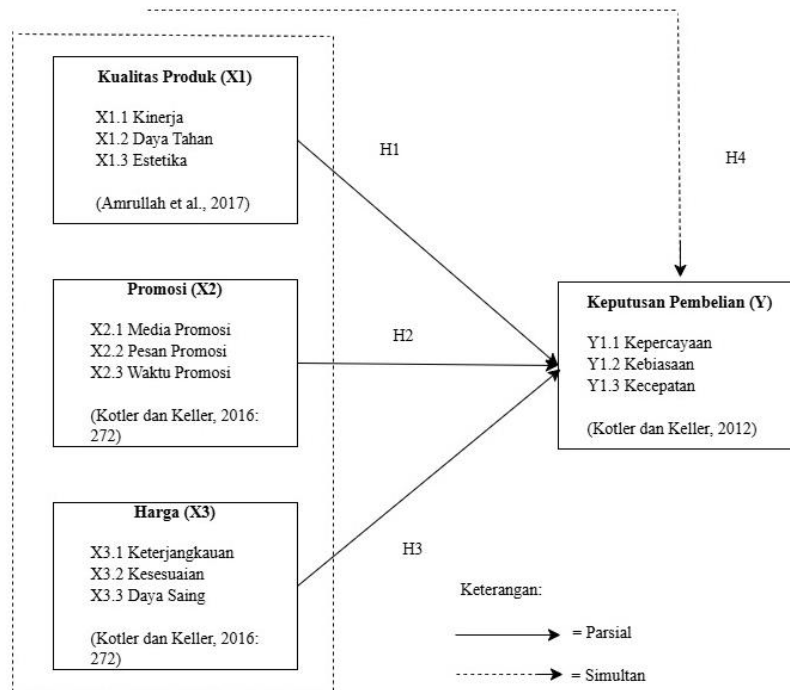 Kualitas Produk (X1)
X1.1 Kinerja
X1.2 Daya Tahan
X1.3 Estetika
(Amrullah et al., 2017)
H1
H4
Promosi (X2)
X2.1 Media Promosi
X2.2 Pesan Promosi
X2.3 Waktu Promosi
(Kotler dan Keller, 2016:
272)
H2
Keputusan Pembelian (Y)
Y1.1 Kepercayaan
Y1.2 Kebiasaan
Y1.3 Kecepatan
(Kotler dan Keller, 2012)
Harga (X3)
X3.1 Keterjangkauan
X3.2 Kesesuaian
X3.3 Daya Saing
(Kotler dan Keller, 2016:
272)
H3
Keterangan:
= Parsial
= Simultan